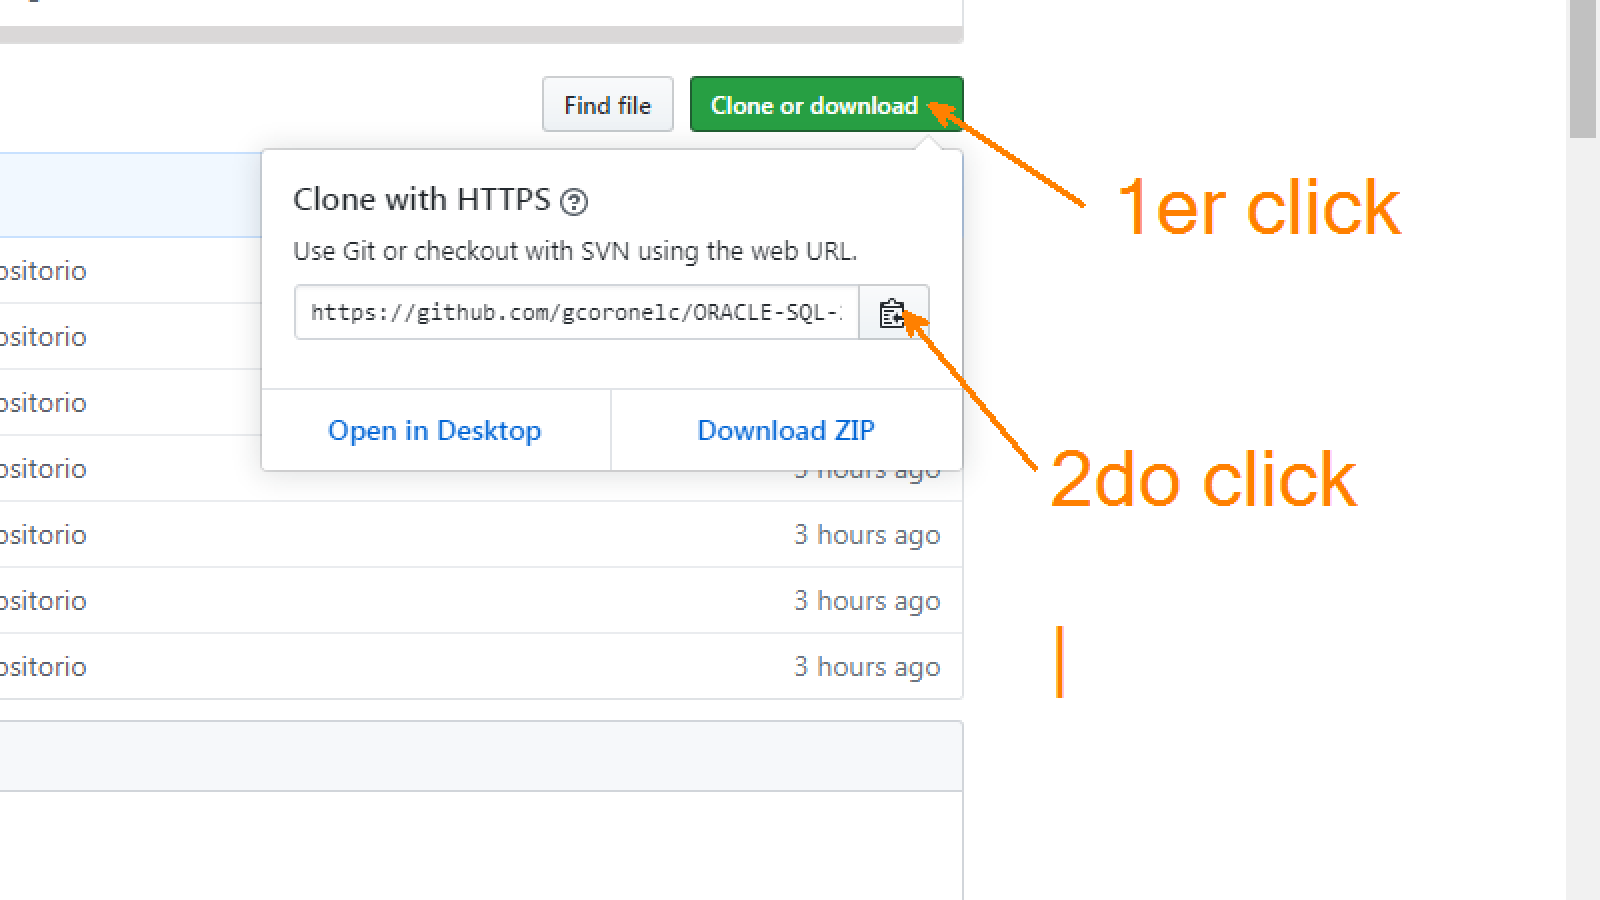 Find file
Clone or download
1er click
Clone with HTTPS
Use Git or checkout with SVN using the web URL.
https://github.com/gcoronelc/ORACLE-SQL-
Open in Desktop
Download ZIP
2do click
ositorio
ositorio
ositorio
ositorio 3 hours ago
ositorio 3 hours ago
ositorio 3 hours ago
ositorio 3 hours ago